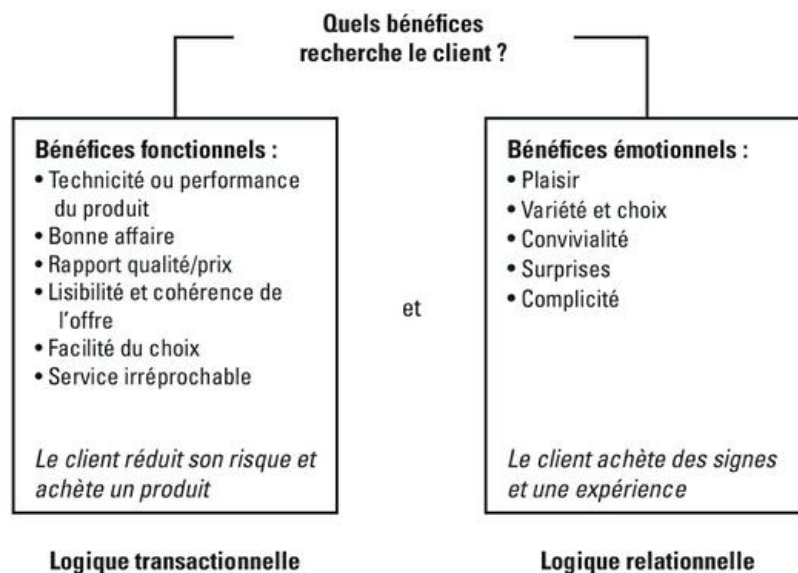 Quels bénéfices
recherche le client ?
Bénéfices fonctionnels :
• Technicité ou performance
du produit
• Bonne affaire
• Rapport qualité/prix
• Lisibilité et cohérence de
l'offre
• Facilité du choix
• Service irréprochable
Le client réduit son risque et
achète un produit
Logique transactionnelle
et
Bénéfices émotionnels :
• Plaisir
• Variété et choix
• Convivialité
• Surprises
• Complicité
Le client achète des signes
et une expérience
Logique relationnelle